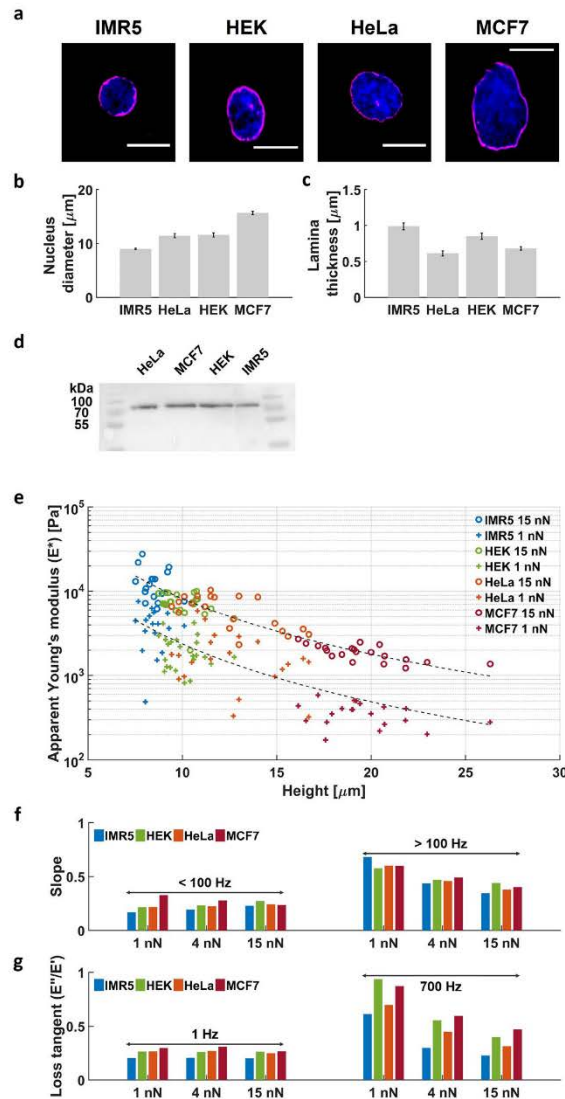 a
IMR5 HEK HeLa MCF7
b
Nucleus
diameter [μm]
20
10
0
IMR5 HeLa HEK MCF7
c
Lamina
thickness [μm]
1.5
1
0.5
0
IMR5 HeLa HEK MCF7
d
HeLa MCF7 HEK IMR5
kDa
100
70
55
e
Apparent Young's modulus (E*) [Pa]
10^5
10^4
10^3
10^2
IMR5 15 nN
IMR5 1 nN
HEK 15 nN
HEK 1 nN
HeLa 15 nN
HeLa 1 nN
MCF7 15 nN
MCF7 1 nN
5 10 15 20 25 30
Height [μm]
f
Slope
1
0.5
0
IMR5 HEK HeLa MCF7
< 100 Hz
> 100 Hz
1 nN 4 nN 15 nN 1 nN 4 nN 15 nN
g
Loss tangent (E''/E')
1
0.5
0
IMR5 HEK HeLa MCF7
1 Hz
700 Hz
1 nN 4 nN 15 nN 1 nN 4 nN 15 nN